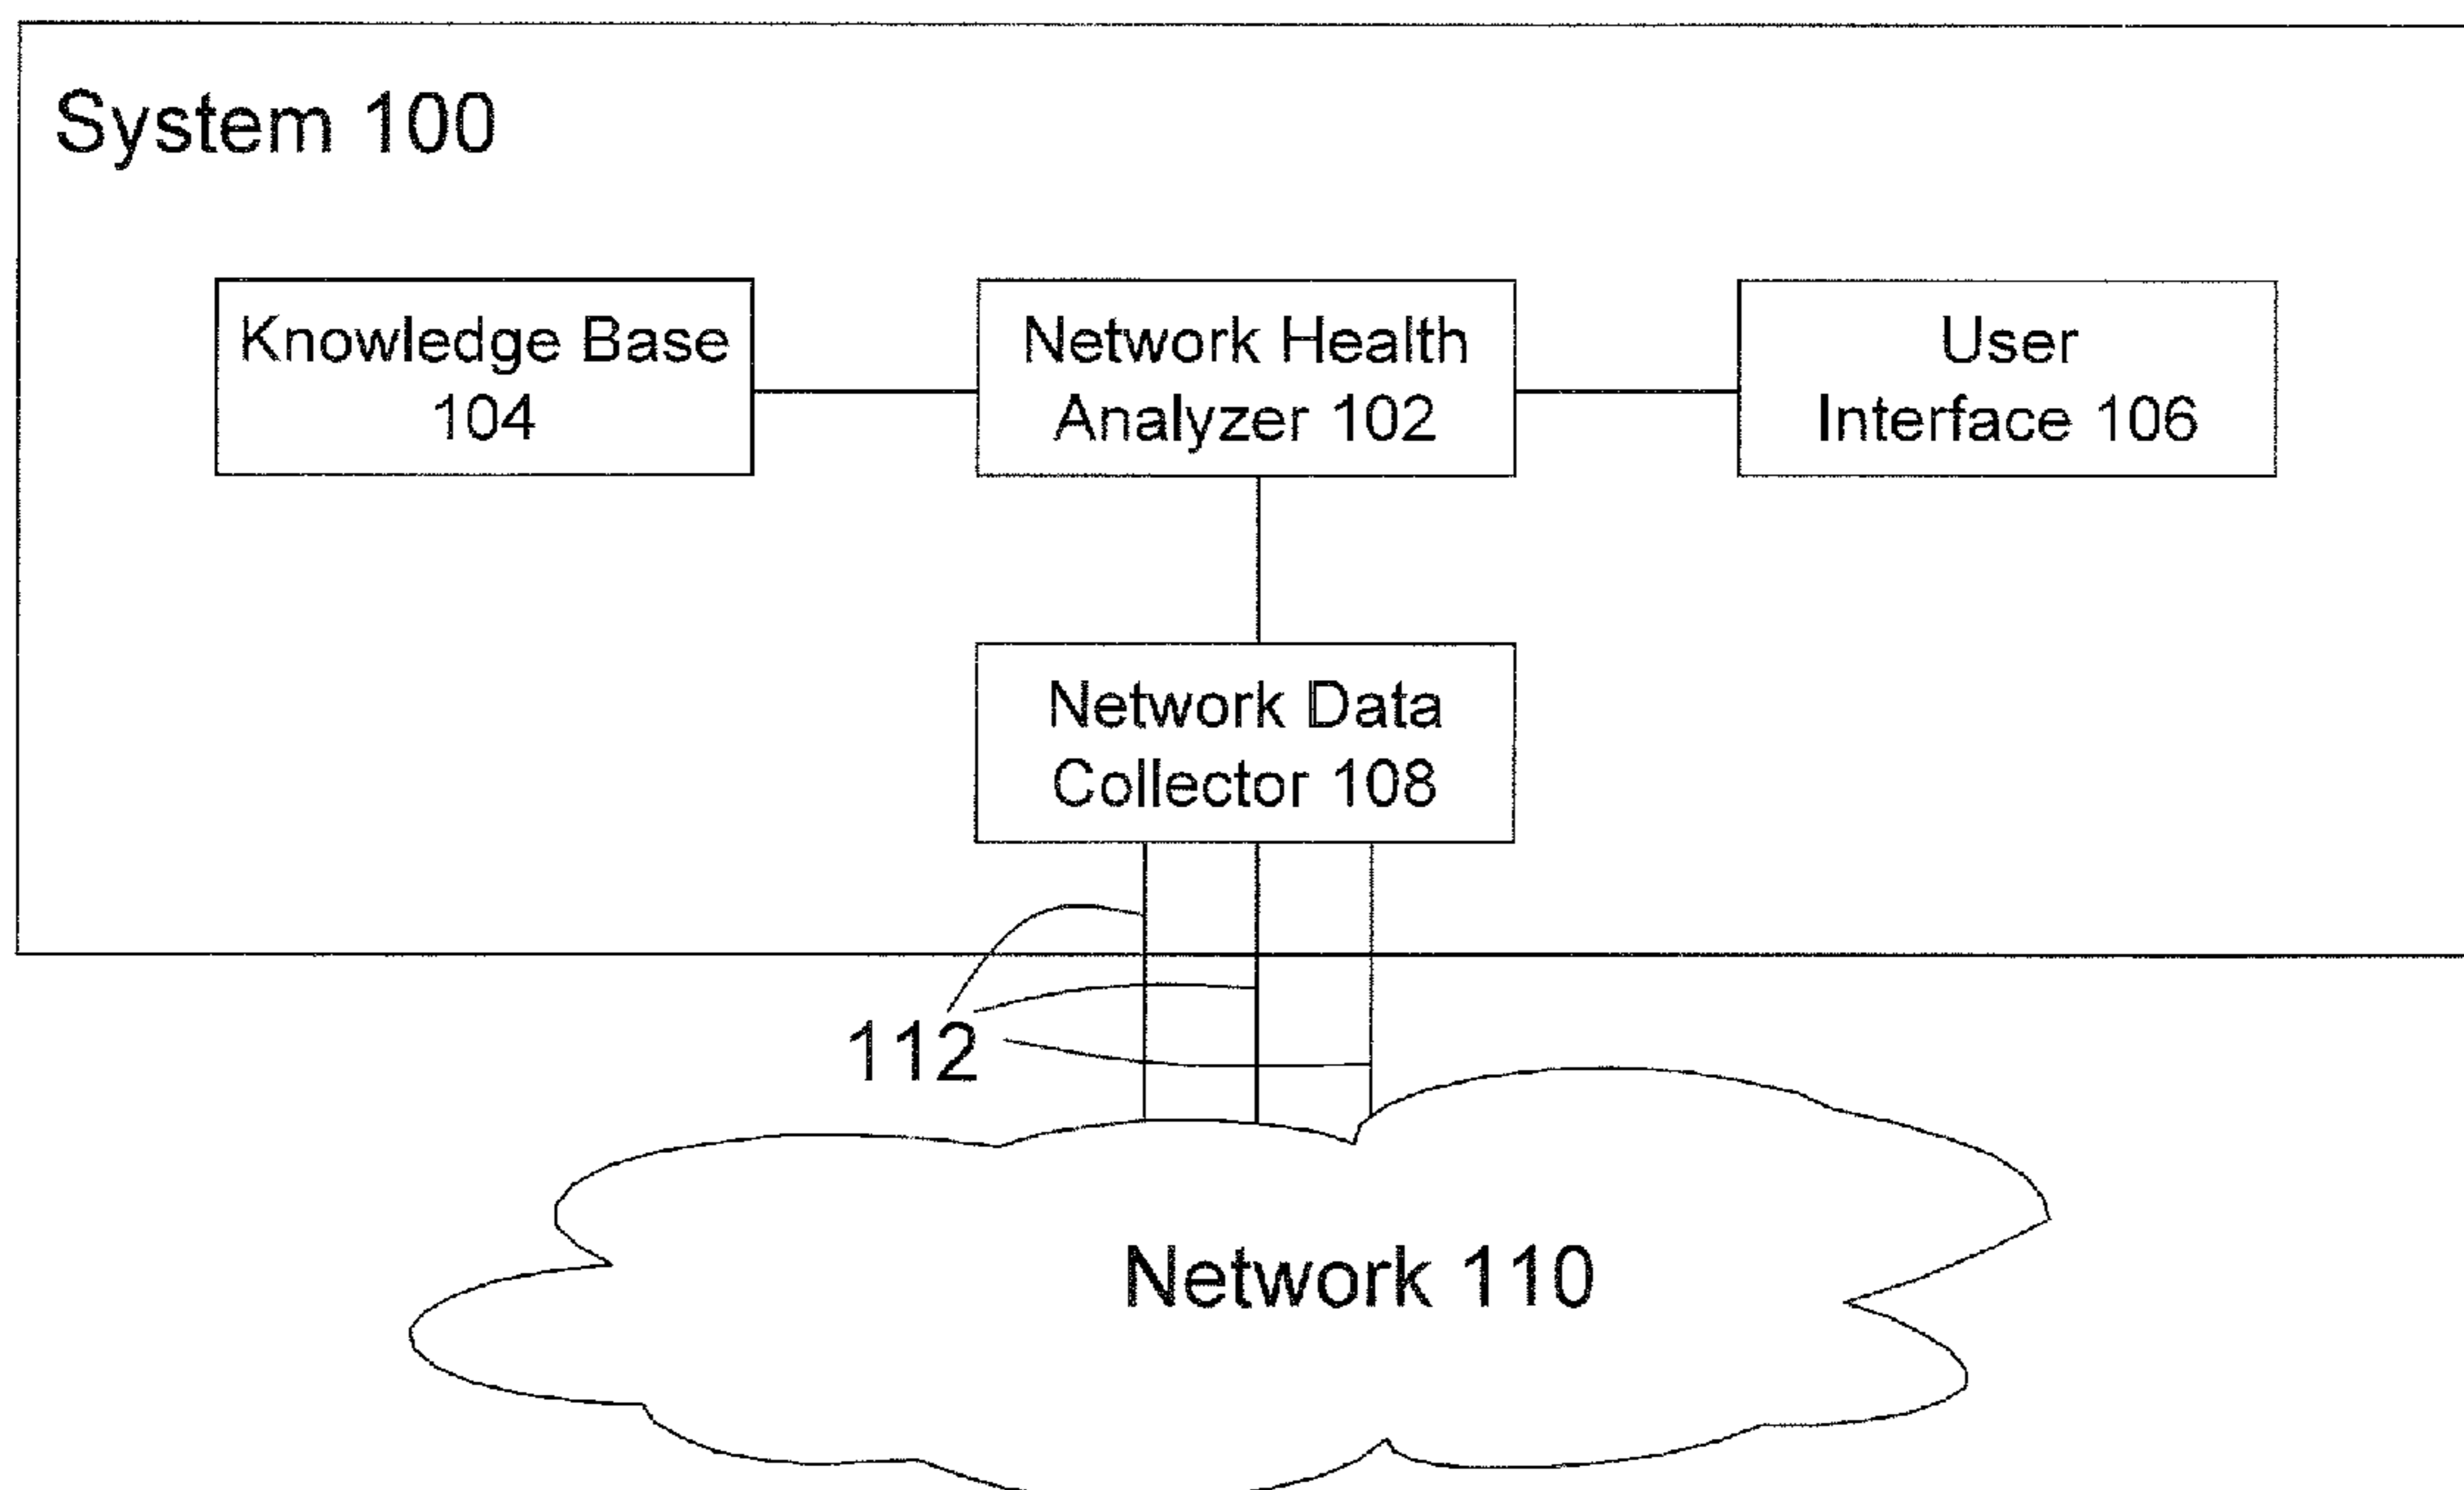 System 100
Knowledge Base
104
Network Health
Analyzer 102
User
Interface 106
Network Data
Collector 108
112
Network 110